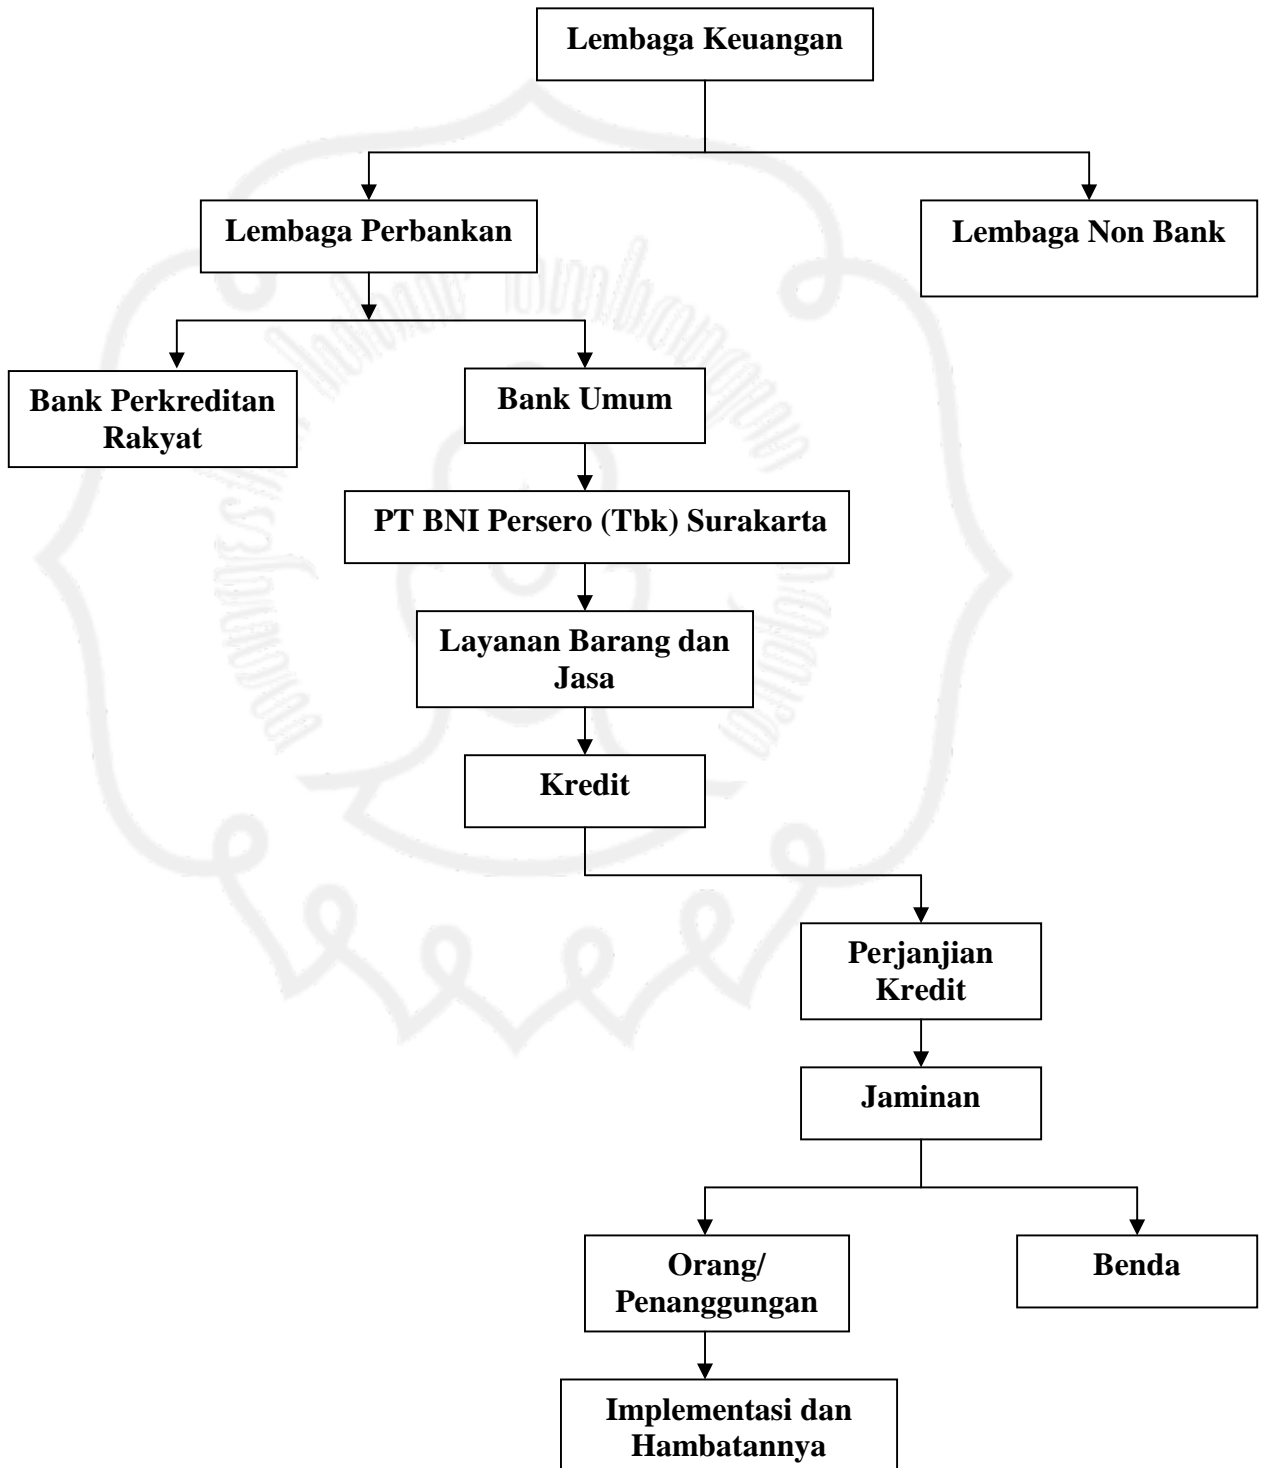 Lembaga Keuangan
Lembaga Perbankan
Lembaga Non Bank
Bank Perkreditan
Rakyat
Bank Umum
PT BNI Persero (Tbk) Surakarta
Layanan Barang dan
Jasa
Kredit
Perjanjian
Kredit
Jaminan
Orang/
Penanggungan
Benda
Implementasi dan
Hambatannya